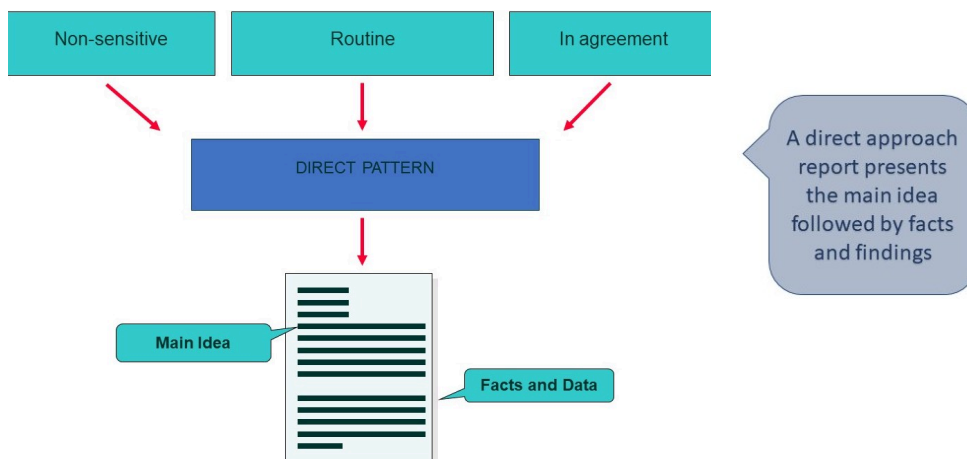 Non-sensitive
Routine
In agreement
DIRECT PATTERN
A direct approach
report presents
the main idea
followed by facts
and findings
Main Idea
Facts and Data